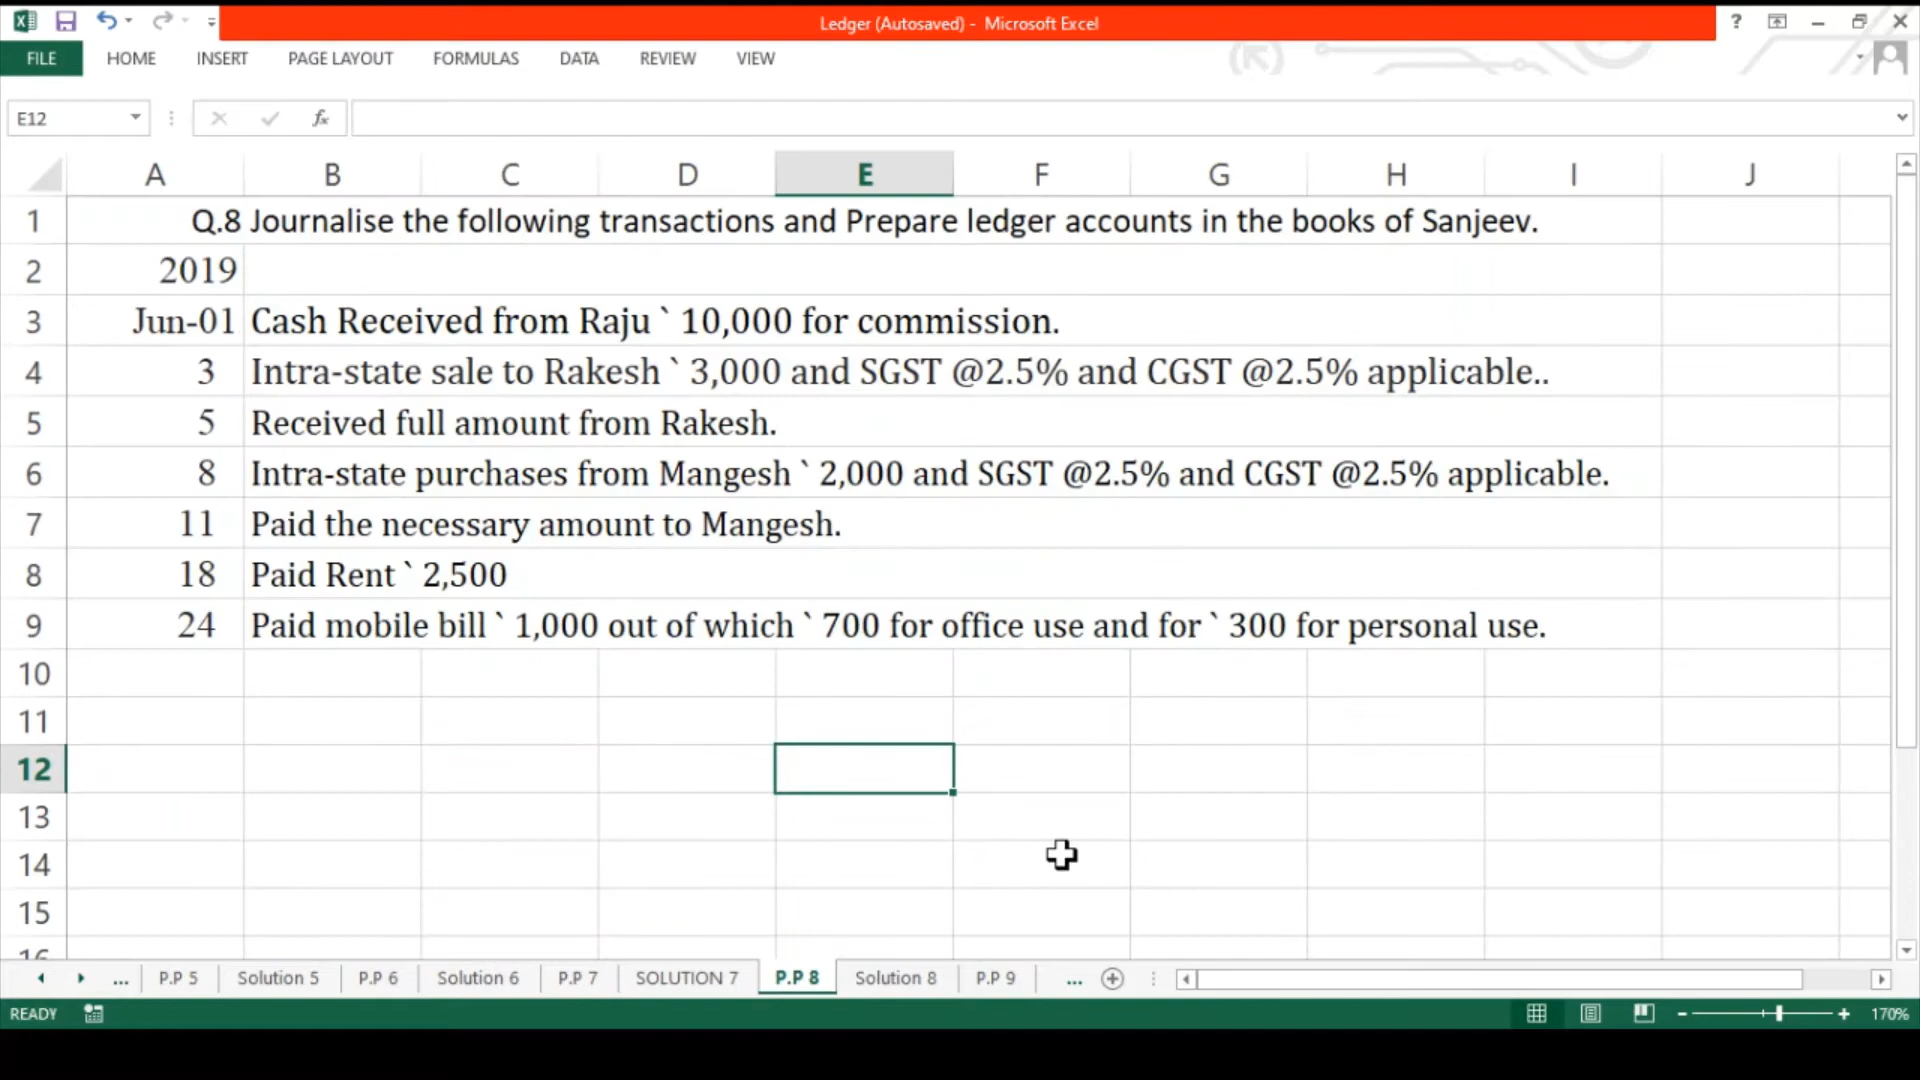 Ledger (Autosaved) - Microsoft Excel
?
FILE HOME INSERT PAGE LAYOUT FORMULAS DATA REVIEW VIEW
E12 fx
A B C D E F G H I J
1 Q.8 Journalise the following transactions and Prepare ledger accounts in the books of Sanjeev.
2 2019
3 Jun-01 Cash Received from Raju ` 10,000 for commission.
4 3 Intra-state sale to Rakesh ` 3,000 and SGST @2.5% and CGST @2.5% applicable..
5 5 Received full amount from Rakesh.
6 8 Intra-state purchases from Mangesh ` 2,000 and SGST @2.5% and CGST @2.5% applicable.
7 11 Paid the necessary amount to Mangesh.
8 18 Paid Rent ` 2,500
9 24 Paid mobile bill ` 1,000 out of which ` 700 for office use and for ` 300 for personal use.
10
11
12
13
14
15
16
... P.P 5 Solution 5 P.P 6 Solution 6 P.P 7 SOLUTION 7 P.P 8 Solution 8 P.P 9 ...
READY 170%